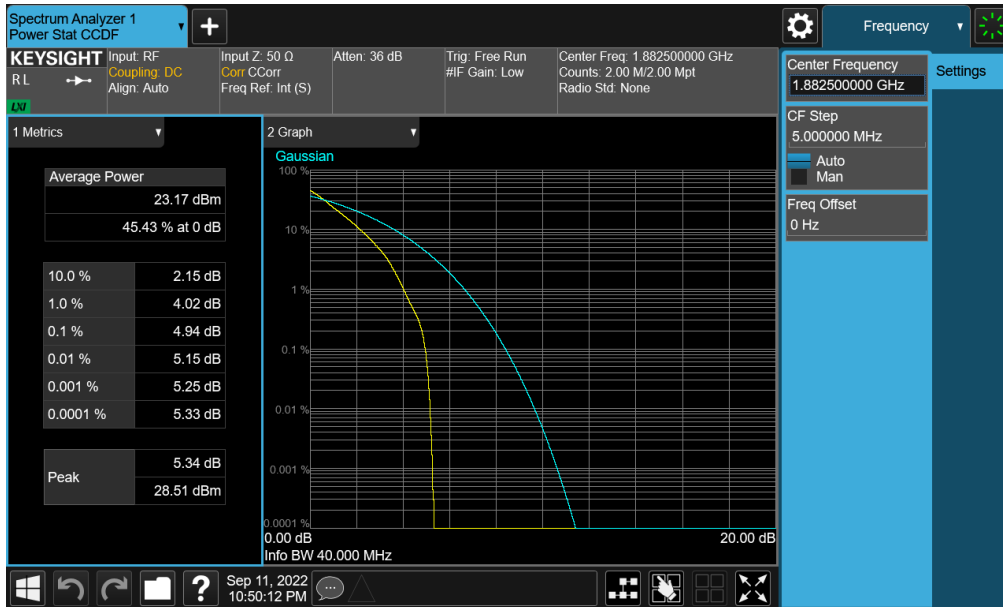 Spectrum Analyzer 1
Power Stat CCDF
Frequency
KEYSIGHT
R L
LXI
Input: RF
Coupling: DC
Align: Auto
Input Z: 50 Ω
Corr CCorr
Freq Ref: Int (S)
Atten: 36 dB
Trig: Free Run
#IF Gain: Low
Center Freq: 1.882500000 GHz
Counts: 2.00 M/2.00 Mpt
Radio Std: None
Center Frequency
1.882500000 GHz
Settings
CF Step
5.000000 MHz
Auto
Man
Freq Offset
0 Hz
1 Metrics
Average Power
23.17 dBm
45.43 % at 0 dB
10.0 % 2.15 dB
1.0 % 4.02 dB
0.1 % 4.94 dB
0.01 % 5.15 dB
0.001 % 5.25 dB
0.0001 % 5.33 dB
Peak
5.34 dB
28.51 dBm
2 Graph
Gaussian
100 %
10 %
1 %
0.1 %
0.01 %
0.001 %
0.0001 %
0.00 dB 20.00 dB
Info BW 40.000 MHz
?
Sep 11, 2022
10:50:12 PM